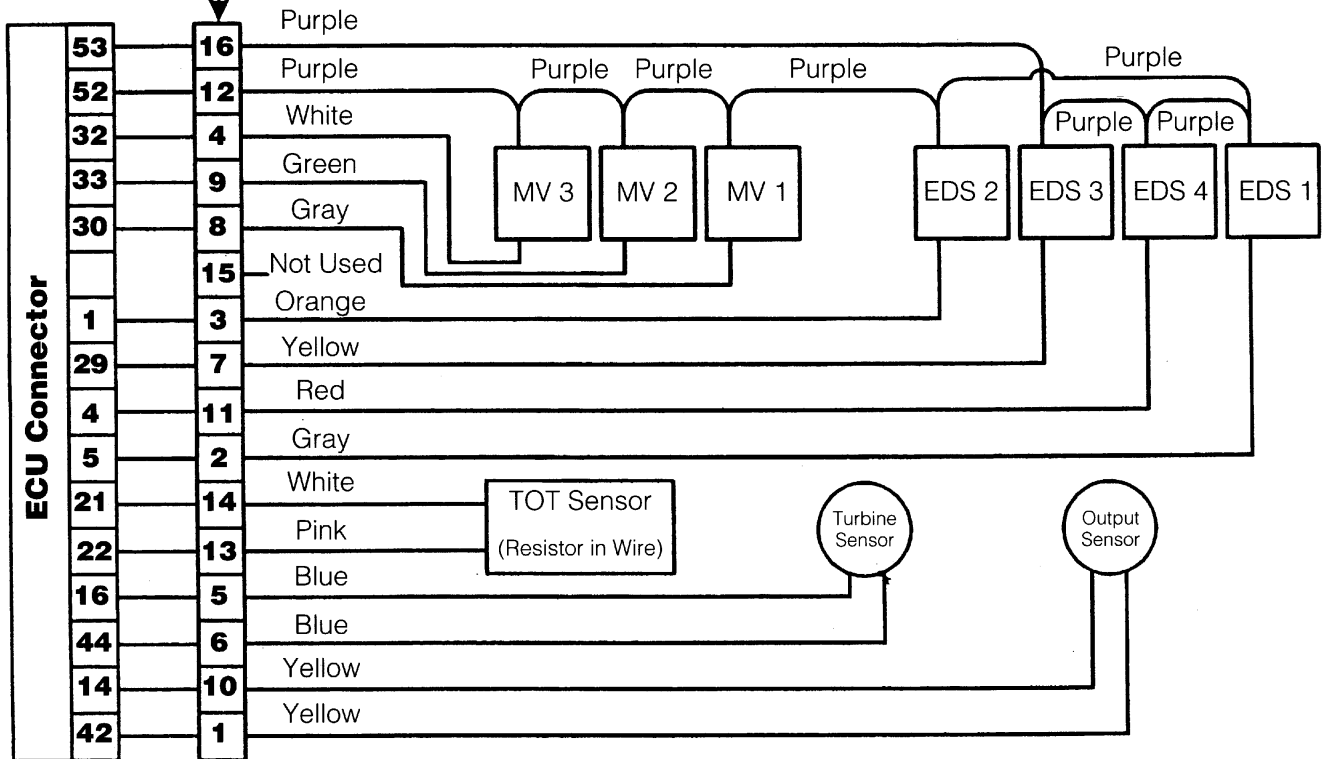 ECU Connector
53 16 Purple
Purple
52 12 Purple Purple Purple Purple
32 4 White
Purple Purple
33 9 Green
MV 3 MV 2 MV 1 EDS 2 EDS 3 EDS 4 EDS 1
30 8 Gray
15 Not Used
1 3 Orange
29 7 Yellow
4 11 Red
5 2 Gray
21 14 White
TOT Sensor
(Resistor in Wire)
Turbine
Sensor
Output
Sensor
22 13 Pink
16 5 Blue
44 6 Blue
14 10 Yellow
42 1 Yellow